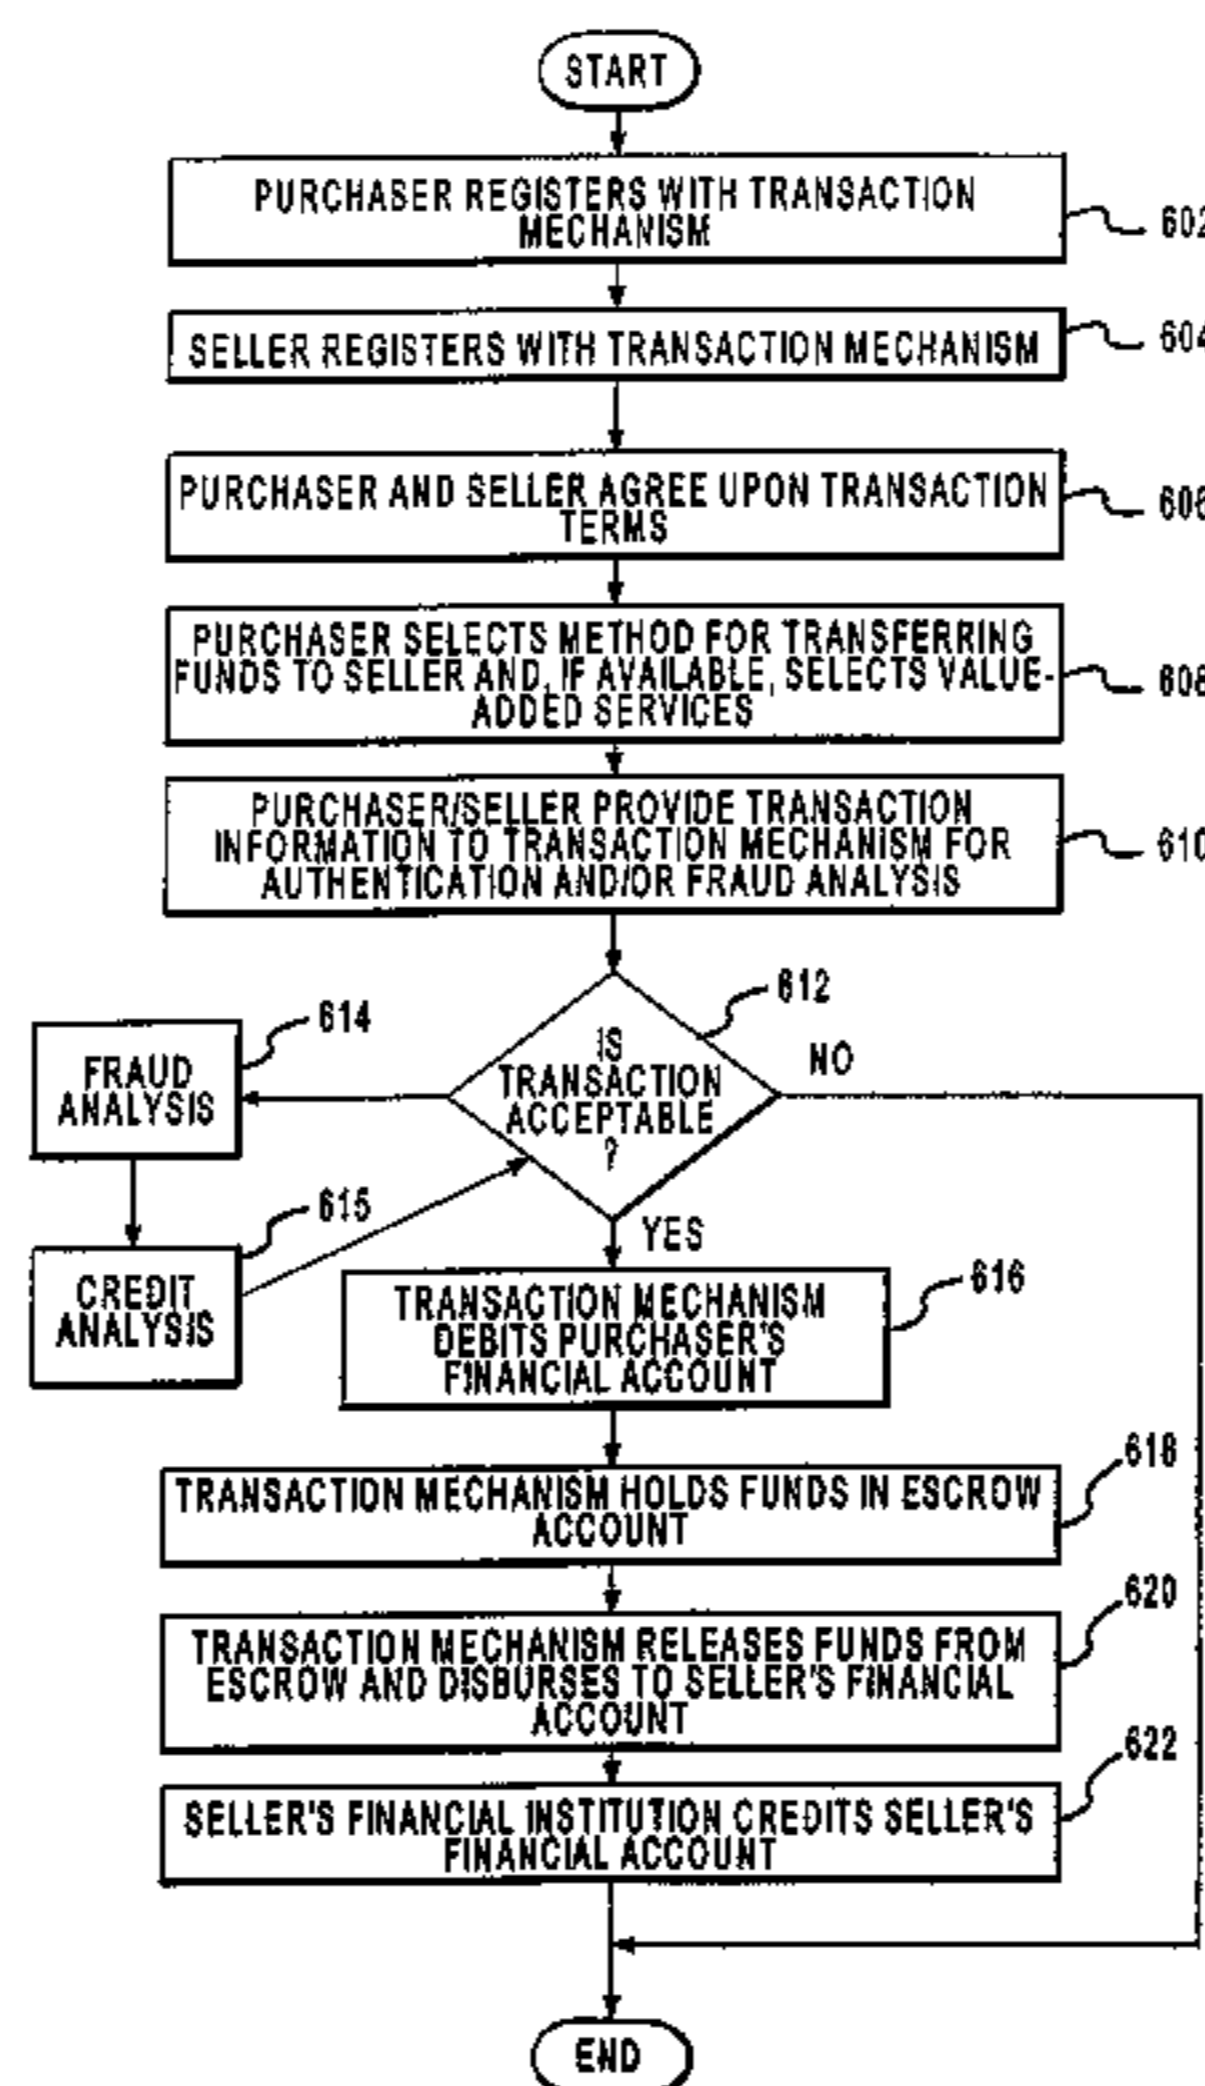 START
PURCHASER REGISTERS WITH TRANSACTION
MECHANISM
602
SELLER REGISTERS WITH TRANSACTION MECHANISM
604
PURCHASER AND SELLER AGREE UPON TRANSACTION
TERMS
606
PURCHASER SELECTS METHOD FOR TRANSFERRING
FUNDS TO SELLER AND, IF AVAILABLE, SELECTS VALUE-
ADDED SERVICES
608
PURCHASER/SELLER PROVIDE TRANSACTION
INFORMATION TO TRANSACTION MECHANISM FOR
AUTHENTICATION AND/OR FRAUD ANALYSIS
610
612
IS
TRANSACTION
ACCEPTABLE
?
NO
614
FRAUD
ANALYSIS
615
CREDIT
ANALYSIS
YES
616
TRANSACTION MECHANISM
DEBITS PURCHASER'S
FINANCIAL ACCOUNT
618
TRANSACTION MECHANISM HOLDS FUNDS IN ESCROW
ACCOUNT
620
TRANSACTION MECHANISM RELEASES FUNDS FROM
ESCROW AND DISBURSES TO SELLER'S FINANCIAL
ACCOUNT
622
SELLER'S FINANCIAL INSTITUTION CREDITS SELLER'S
FINANCIAL ACCOUNT
END